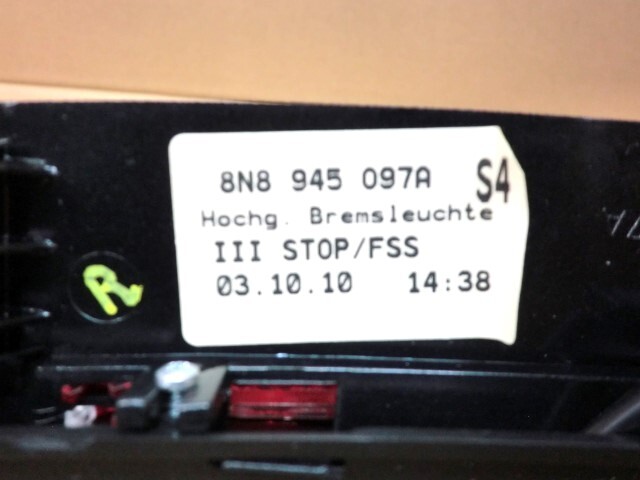 8N8 945 097A S4
Hochg. Bremsleuchte
III STOP/FSS
03.10.10 14:38
R